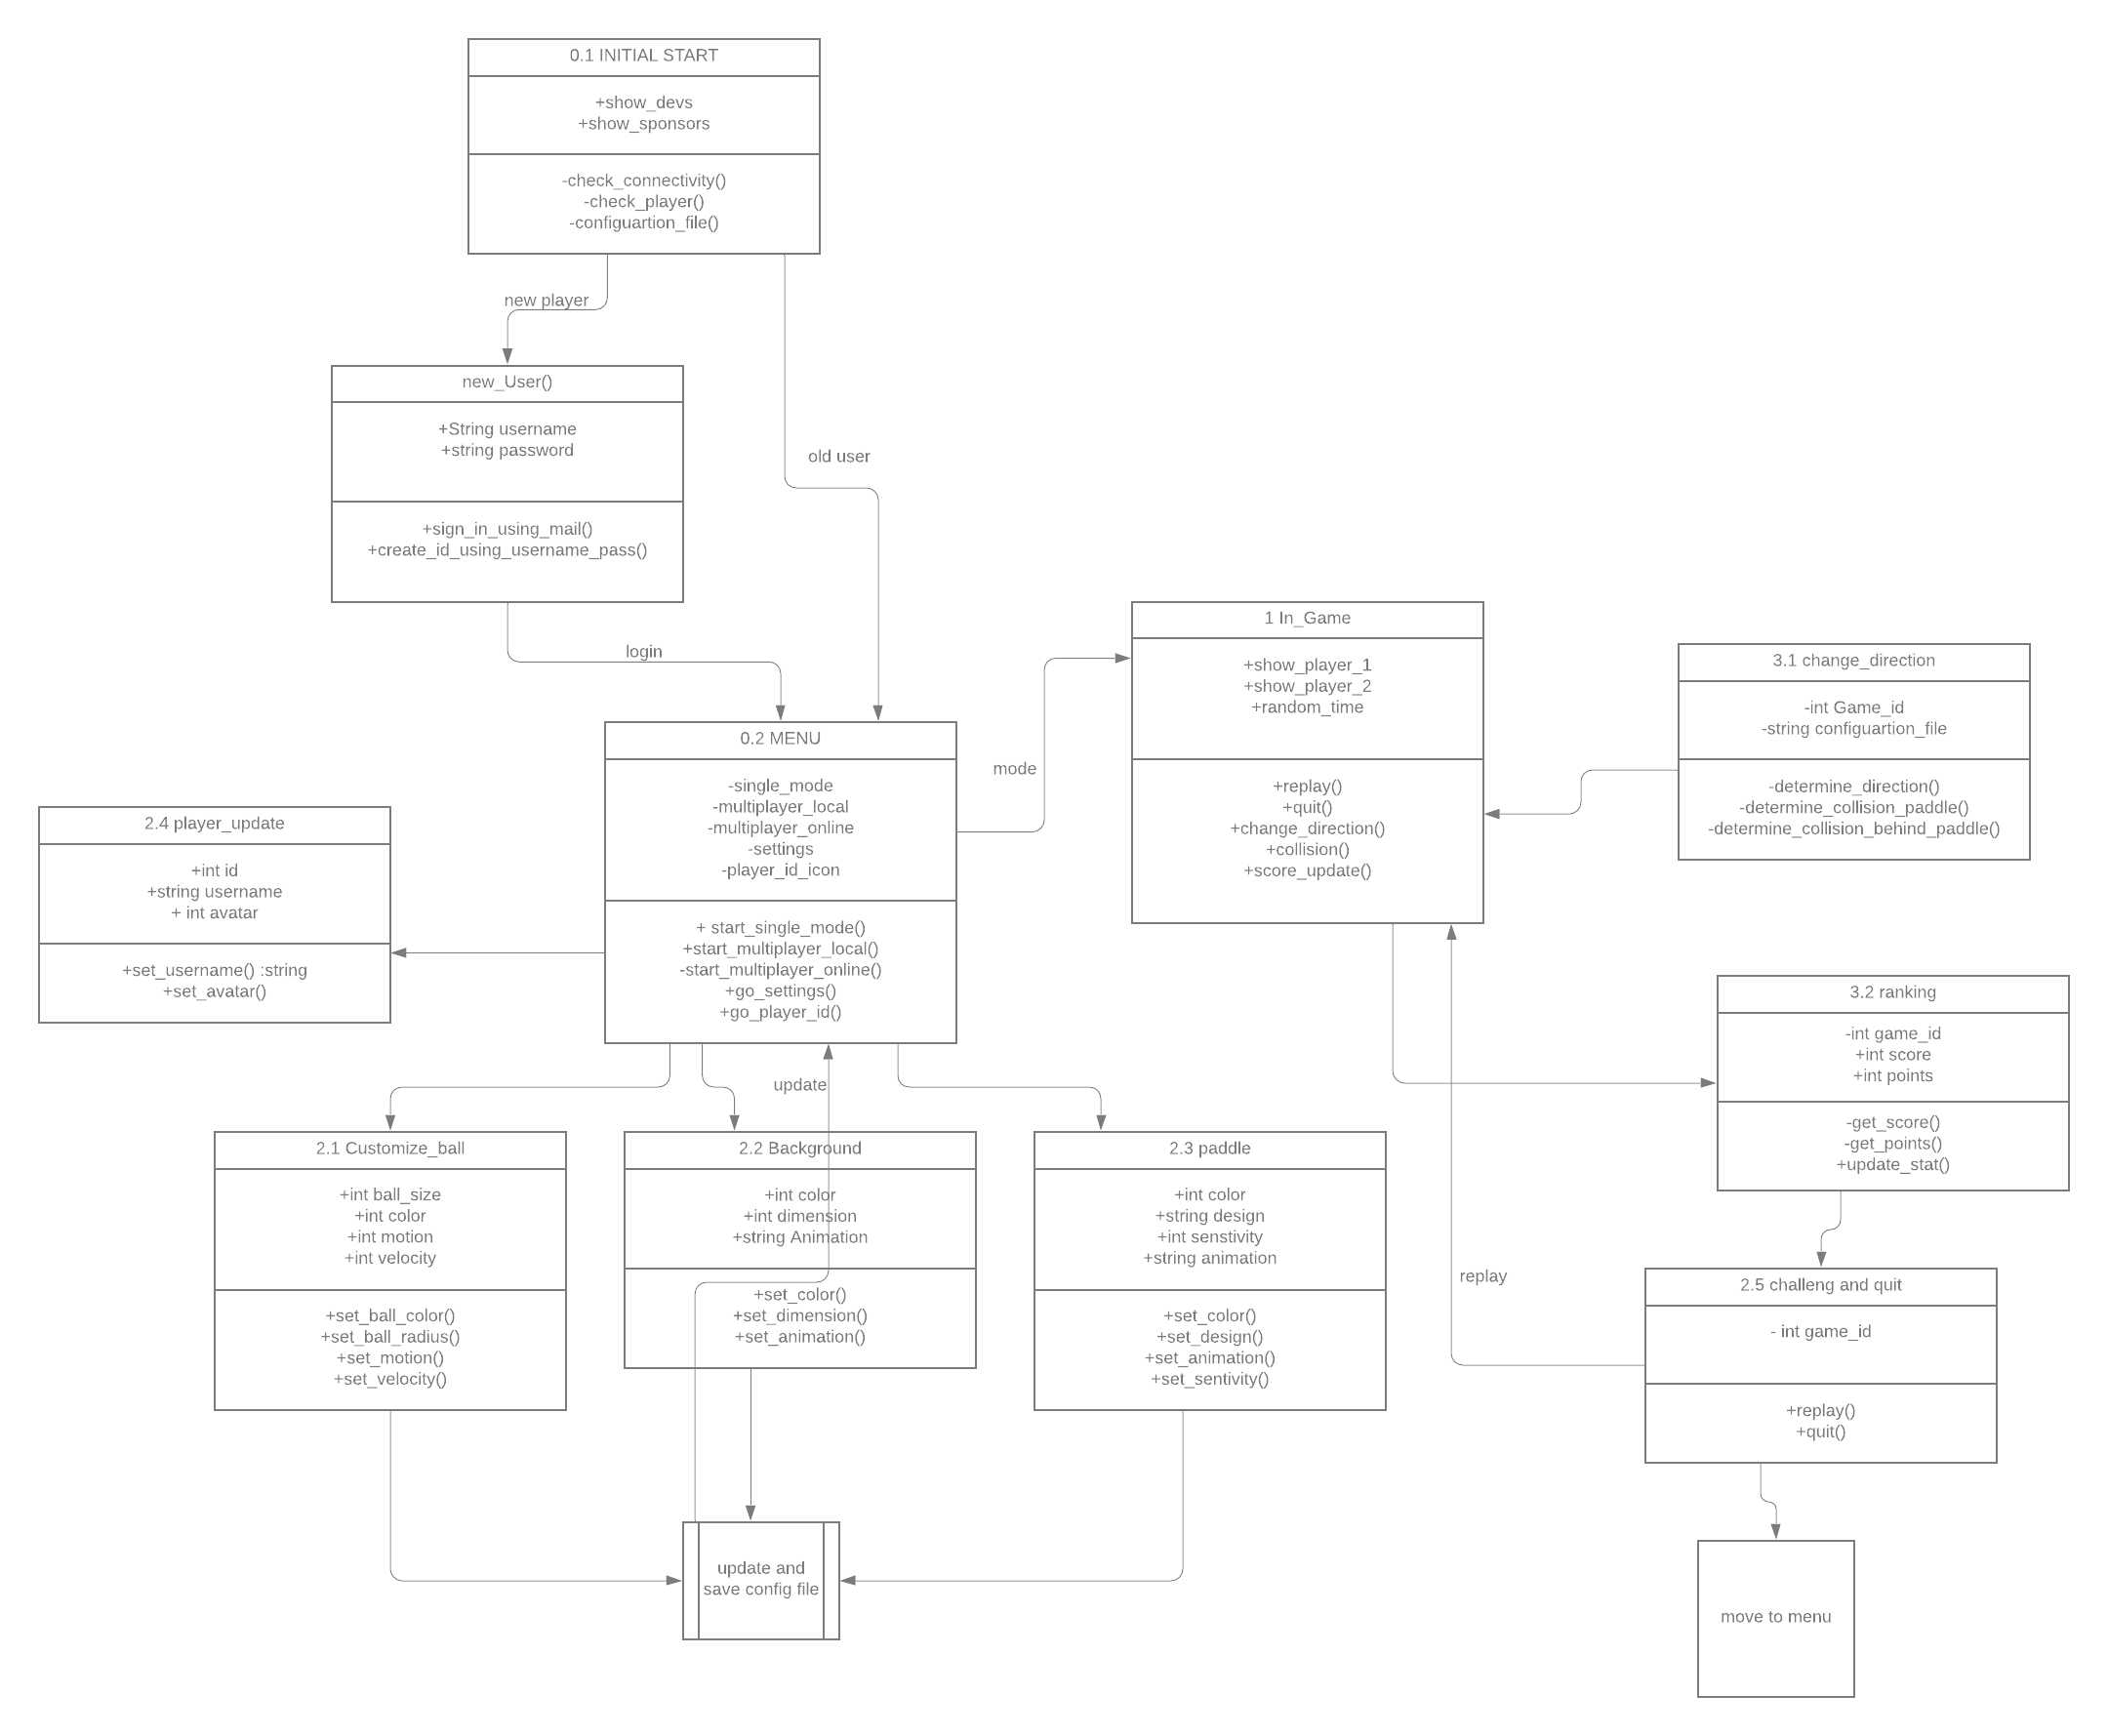 0.1 INITIAL START
+show_devs
+show_sponsors
-check_connectivity()
-check_player()
-configuartion_file()
new player
old user
new_User()
+String username
+string password
+sign_in_using_mail()
+create_id_using_username_pass()
login
0.2 MENU
-single_mode
-multiplayer_local
-multiplayer_online
-settings
-player_id_icon
+ start_single_mode()
+start_multiplayer_local()
-start_multiplayer_online()
+go_settings()
+go_player_id()
mode
1 In_Game
+show_player_1
+show_player_2
+random_time
+replay()
+quit()
+change_direction()
+collision()
+score_update()
3.1 change_direction
-int Game_id
-string configuartion_file
-determine_direction()
-determine_collision_paddle()
-determine_collision_behind_paddle()
2.4 player_update
+int id
+string username
+ int avatar
+set_username() :string
+set_avatar()
update
2.1 Customize_ball
+int ball_size
+int color
+int motion
+int velocity
+set_ball_color()
+set_ball_radius()
+set_motion()
+set_velocity()
2.2 Background
+int color
+int dimension
+string Animation
+set_color()
+set_dimension()
+set_animation()
2.3 paddle
+int color
+string design
+int senstivity
+string animation
+set_color()
+set_design()
+set_animation()
+set_sentivity()
3.2 ranking
-int game_id
+int score
+int points
-get_score()
-get_points()
+update_stat()
replay
2.5 challeng and quit
- int game_id
+replay()
+quit()
update and
save config file
move to menu